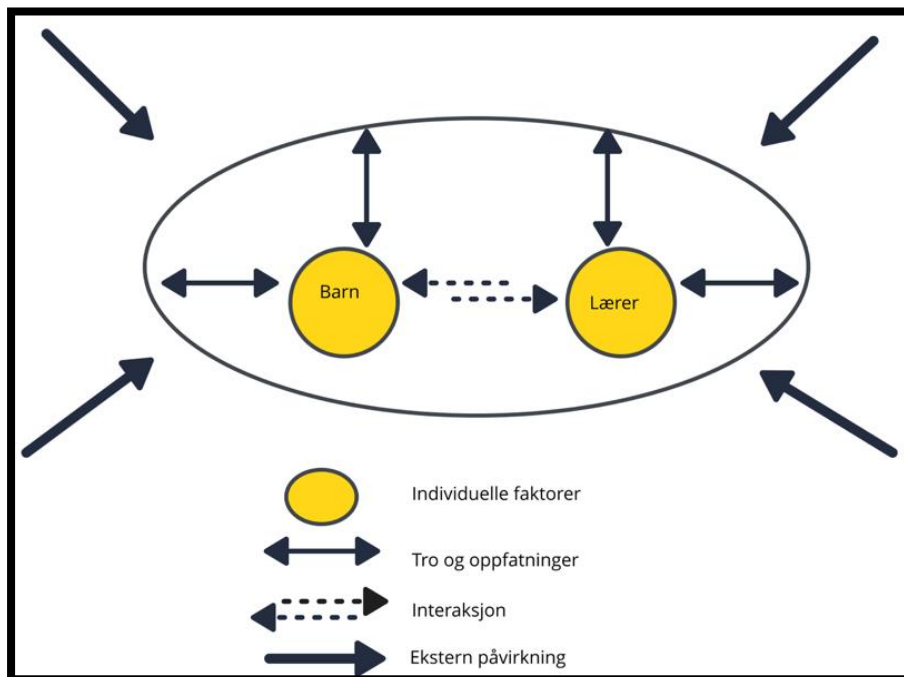 Barn
Lærer
Individuelle faktorer
Tro og oppfatninger
Interaksjon
Ekstern påvirkning